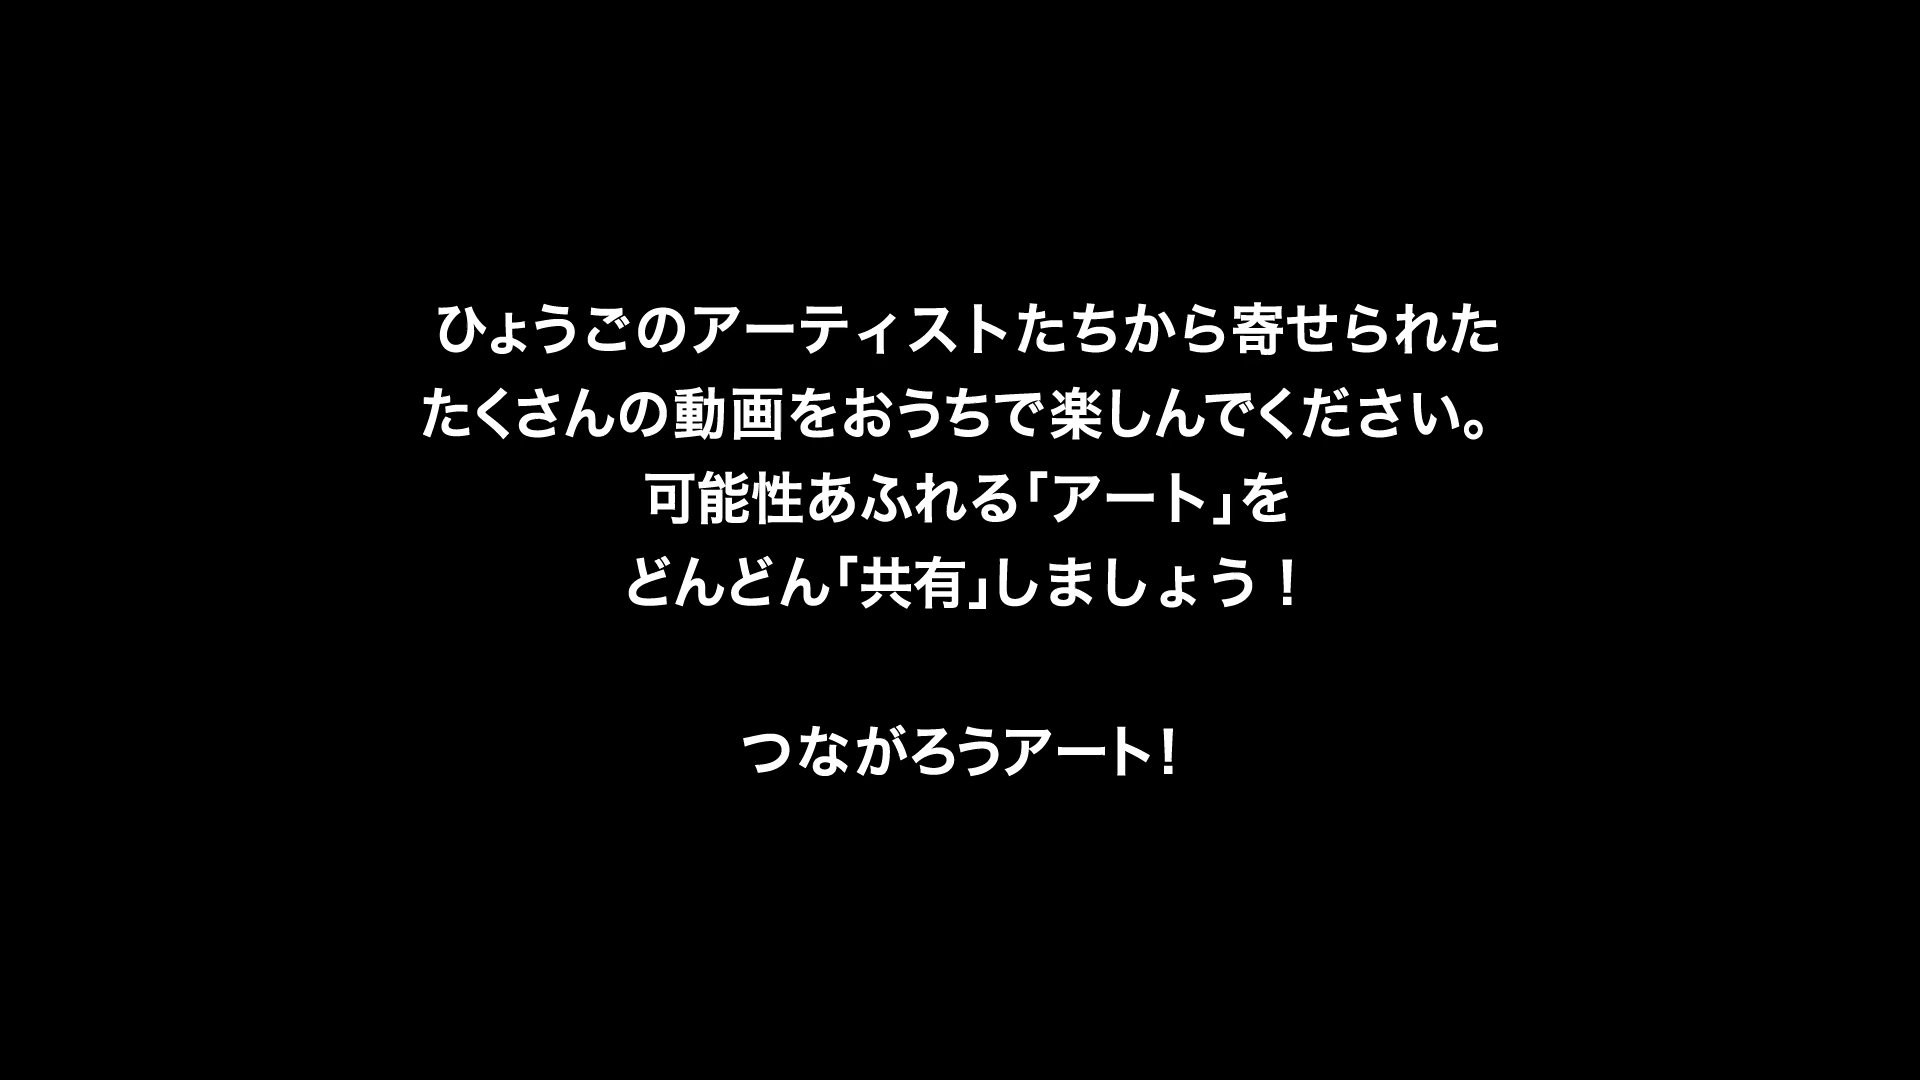 ひょうごのアーティストたちから寄せられた
たくさんの動画をおうちで楽しんでください。
可能性あふれる「アート」を
どんどん「共有」しましょう！
つながろうアート！